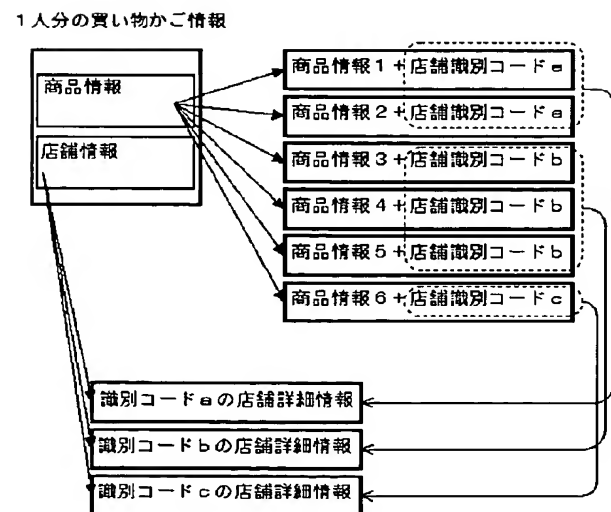 1人分の買い物かご情報
商品情報
店舗情報
商品情報1+店舗識別コードa
商品情報2+店舗識別コードa
商品情報3+店舗識別コードb
商品情報4+店舗識別コードb
商品情報5+店舗識別コードb
商品情報6+店舗識別コードc
識別コードaの店舗詳細情報
識別コードbの店舗詳細情報
識別コードcの店舗詳細情報